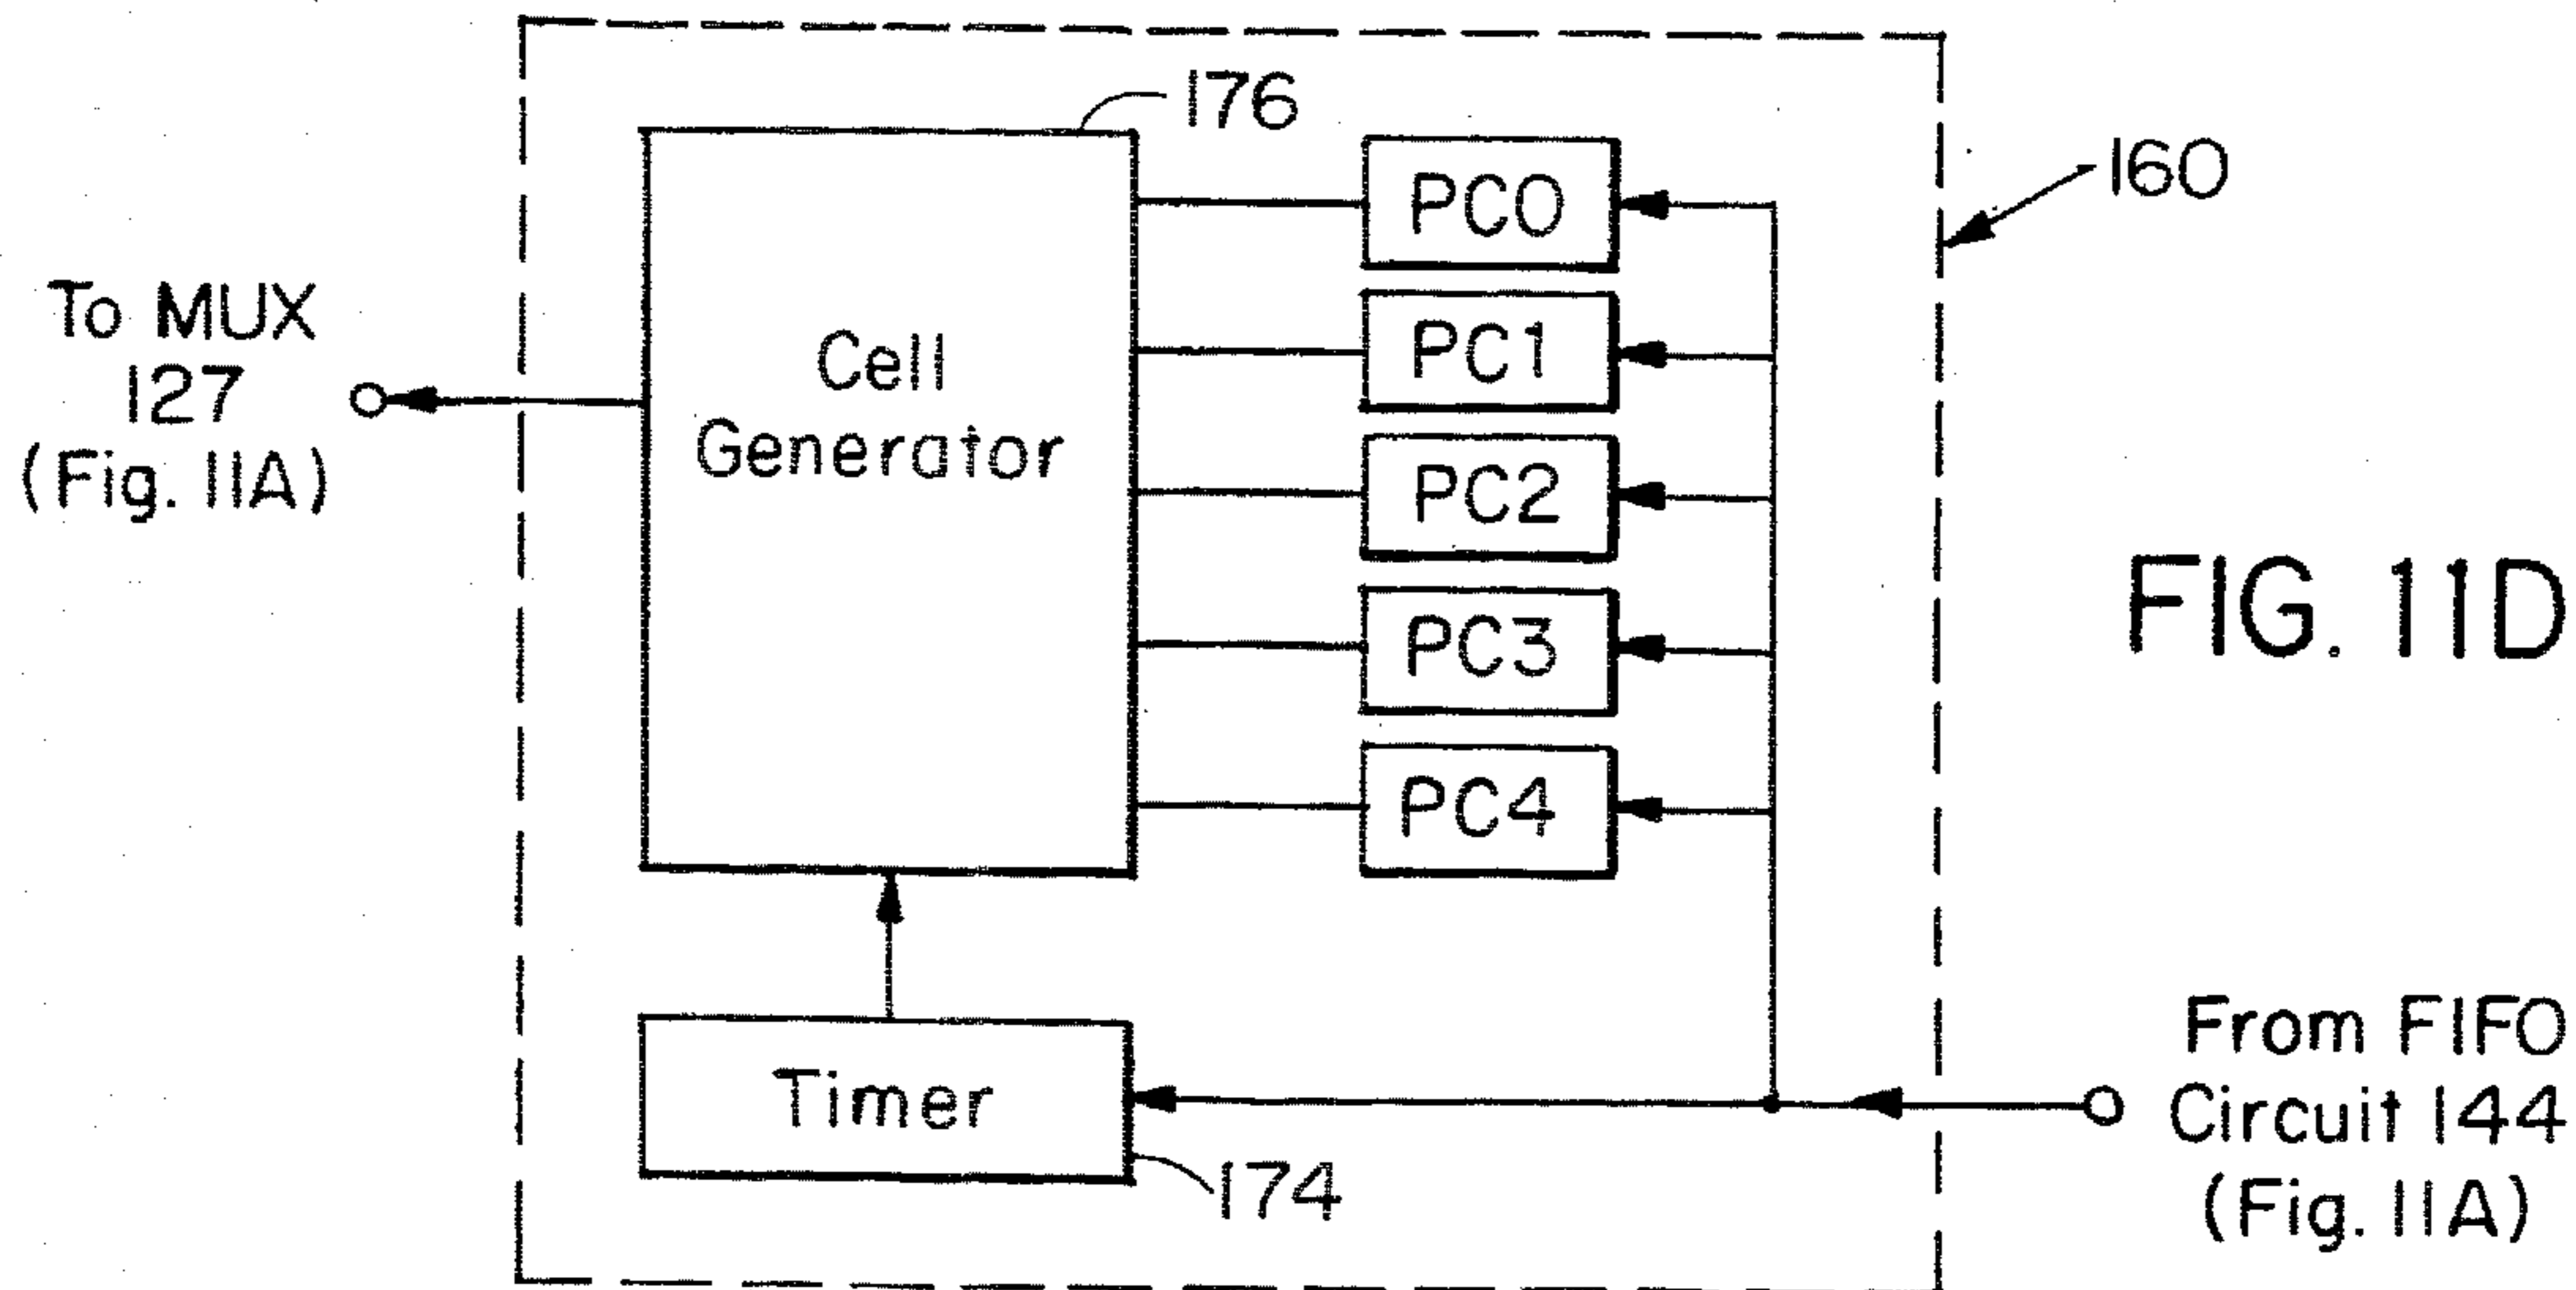 176
160
PC0
To MUX
127
(Fig. 11A)
Cell
Generator
PC1
PC2
PC3
PC4
FIG. 11D
Timer
174
From FIFO
Circuit 144
(Fig. 11A)